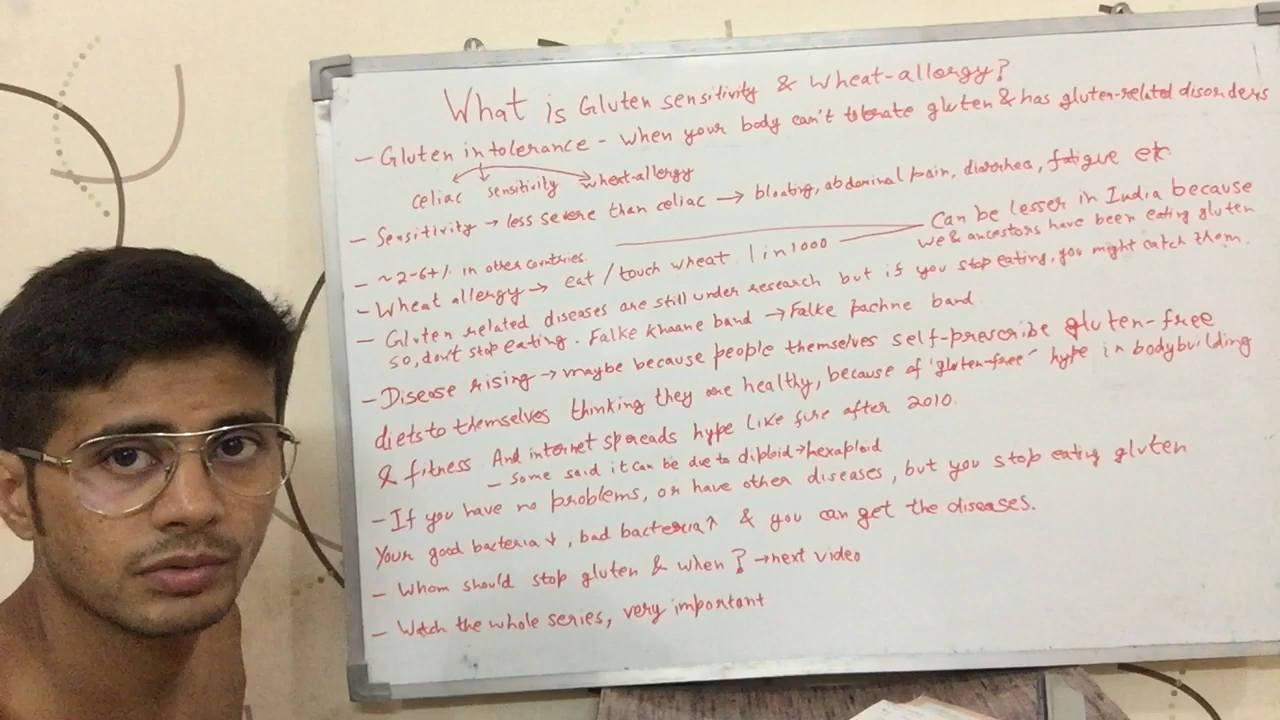 What is Gluten sensitivity & wheat-allergy?
- Gluten intolerance - when your body can't tolerate gluten & has gluten-related disorders
celiac sensitivity wheat-allergy
- Sensitivity → less severe than celiac → bloating, abdominal pain, diarrhea, fatigue etc
- ~2-6+% in other countries.
Can be lesser in India because
we & ancestors have been eating gluten
- Wheat allergy → eat / touch wheat 1 in 1000
- Gluten related diseases are still under research but if you stop eating, you might catch them.
so, don't stop eating. Falke khaane band → Falke pachne band
- Disease rising → maybe because people themselves self-prescribe gluten-free
diets to themselves thinking they are healthy, because of "gluten-free" hype in bodybuilding
& fitness. And internet spreads hype like fire after 2010.
- some said it can be due to diploid → hexaploid
- If you have no problems, or have other diseases, but you stop eating gluten
Your good bacteria ↓, bad bacteria ↑ & you can get the diseases.
- Whom should stop gluten & when? → next video
- Watch the whole series, very important